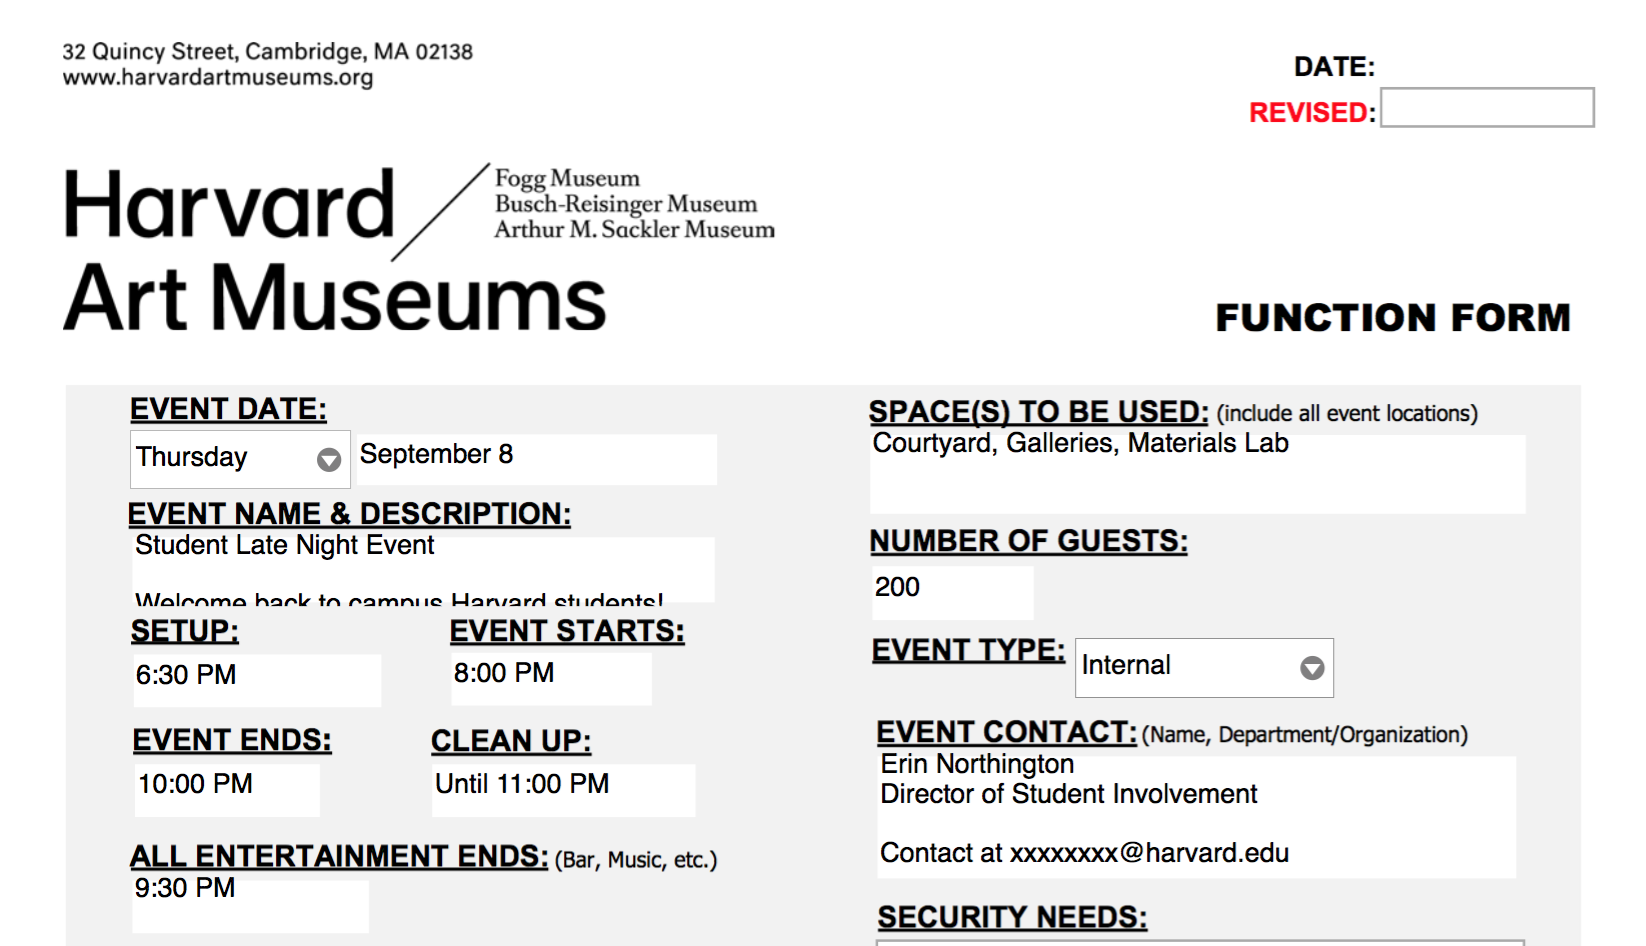 32 Quincy Street, Cambridge, MA 02138
www.harvardartmuseums.org
DATE:
REVISED:
Harvard
Art Museums
Fogg Museum
Busch-Reisinger Museum
Arthur M. Sackler Museum
FUNCTION FORM
EVENT DATE:
Thursday
September 8
EVENT NAME & DESCRIPTION:
Student Late Night Event
Welcome back to campus Harvard students!
SETUP:
6:30 PM
EVENT STARTS:
8:00 PM
EVENT ENDS:
10:00 PM
CLEAN UP:
Until 11:00 PM
ALL ENTERTAINMENT ENDS: (Bar, Music, etc.)
9:30 PM
SPACE(S) TO BE USED: (include all event locations)
Courtyard, Galleries, Materials Lab
NUMBER OF GUESTS:
200
EVENT TYPE:
Internal
EVENT CONTACT: (Name, Department/Organization)
Erin Northington
Director of Student Involvement
Contact at xxxxxxxx@harvard.edu
SECURITY NEEDS: